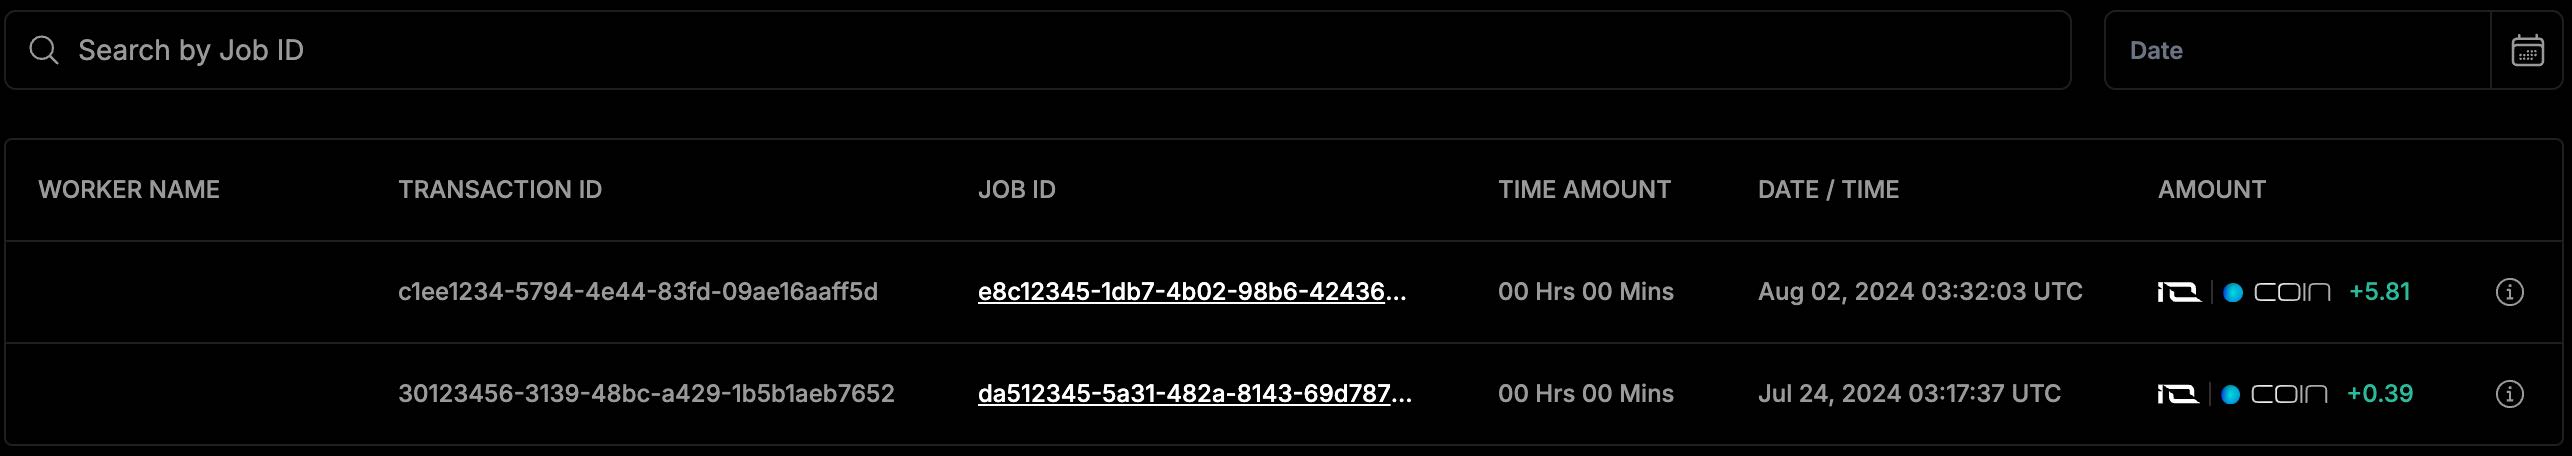 Search by Job ID
Date
WORKER NAME TRANSACTION ID JOB ID TIME AMOUNT DATE / TIME AMOUNT
c1ee1234-5794-4e44-83fd-09ae16aaff5d e8c12345-1db7-4b02-98b6-42436... 00 Hrs 00 Mins Aug 02, 2024 03:32:03 UTC io COIN +5.81
30123456-3139-48bc-a429-1b5b1aeb7652 da512345-5a31-482a-8143-69d787... 00 Hrs 00 Mins Jul 24, 2024 03:17:37 UTC io COIN +0.39